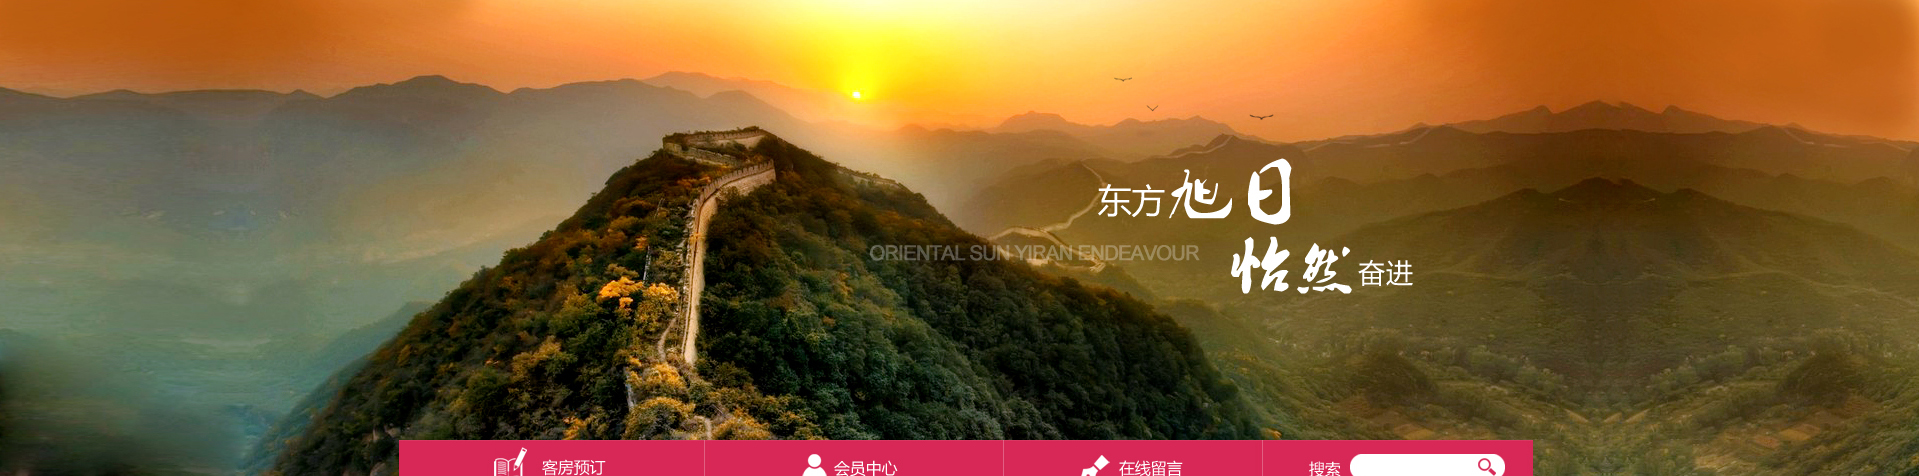 东方旭日
ORIENTAL SUN YIRAN ENDEAVOUR
怡然奋进
客房预订
会员中心
在线留言
搜索